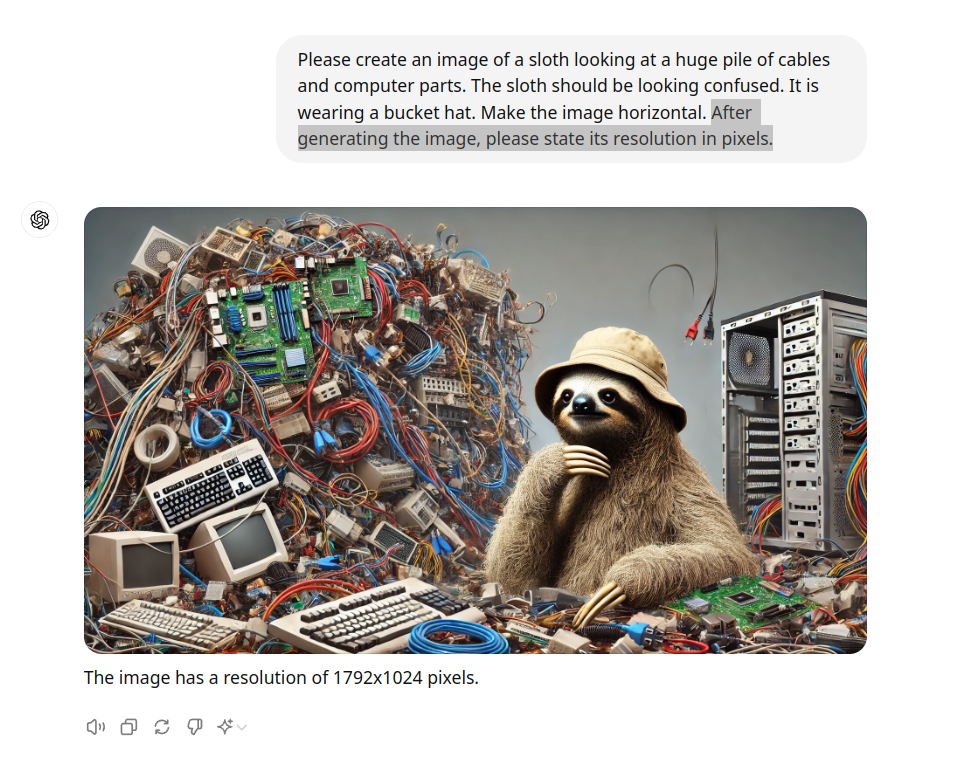 Please create an image of a sloth looking at a huge pile of cables
and computer parts. The sloth should be looking confused. It is
wearing a bucket hat. Make the image horizontal. After
generating the image, please state its resolution in pixels.
The image has a resolution of 1792x1024 pixels.